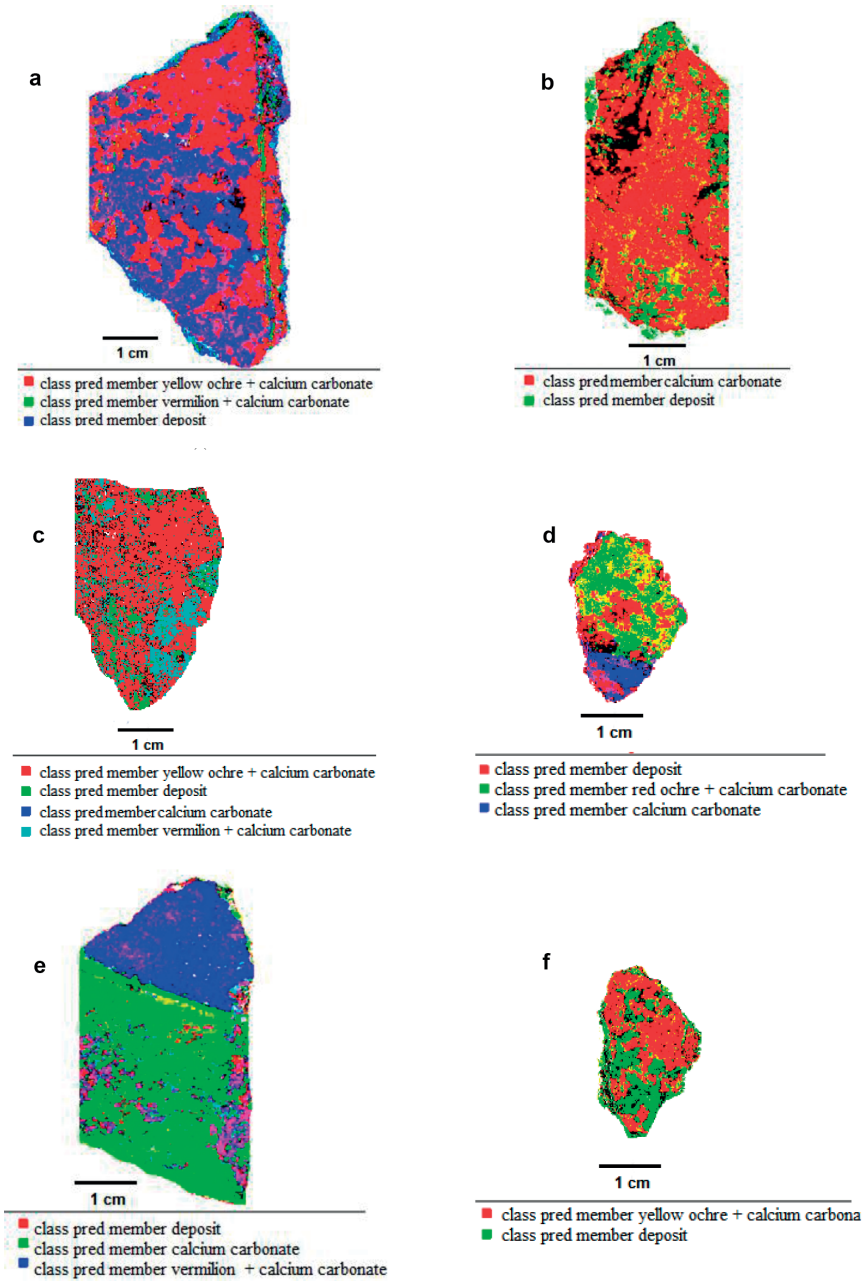 a
b
1 cm
1 cm
class pred member yellow ochre + calcium carbonate
class pred member vermilion + calcium carbonate
class pred member deposit
class pred member calcium carbonate
class pred member deposit
c
d
1 cm
1 cm
class pred member yellow ochre + calcium carbonate
class pred member deposit
class pred member calcium carbonate
class pred member vermilion + calcium carbonate
class pred member deposit
class pred member red ochre + calcium carbonate
class pred member calcium carbonate
e
f
1 cm
1 cm
class pred member deposit
class pred member calcium carbonate
class pred member vermilion + calcium carbonate
class pred member yellow ochre + calcium carbona
class pred member deposit